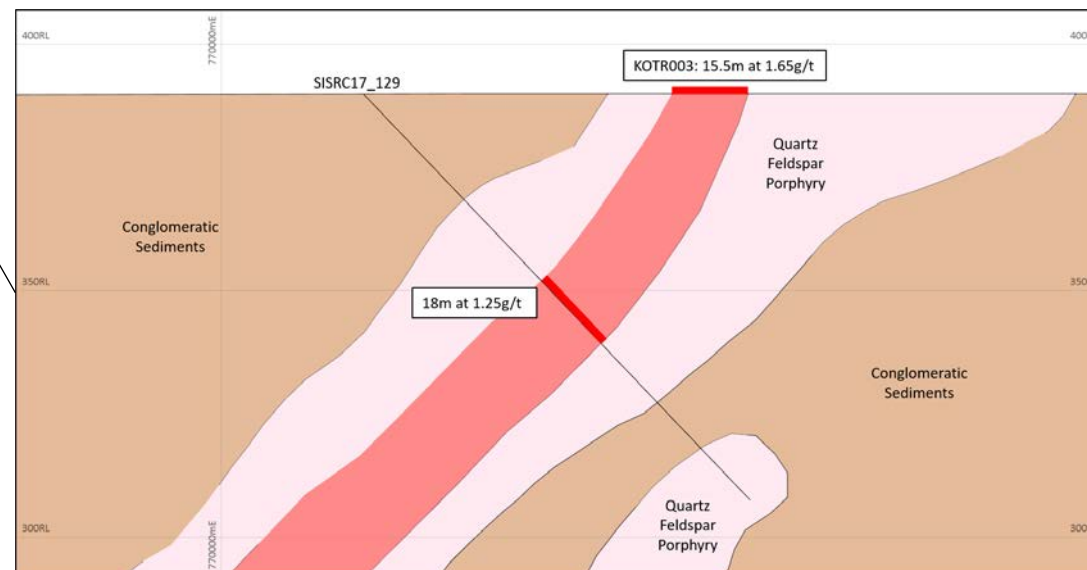 400RL
770000mE
400
SISRC17_129
KOTR003: 15.5m at 1.65g/t
Quartz
Feldspar
Porphyry
Conglomeratic
Sediments
350RL
350
18m at 1.25g/t
Conglomeratic
Sediments
Quartz
Feldspar
Porphyry
300RL
770000mE
300